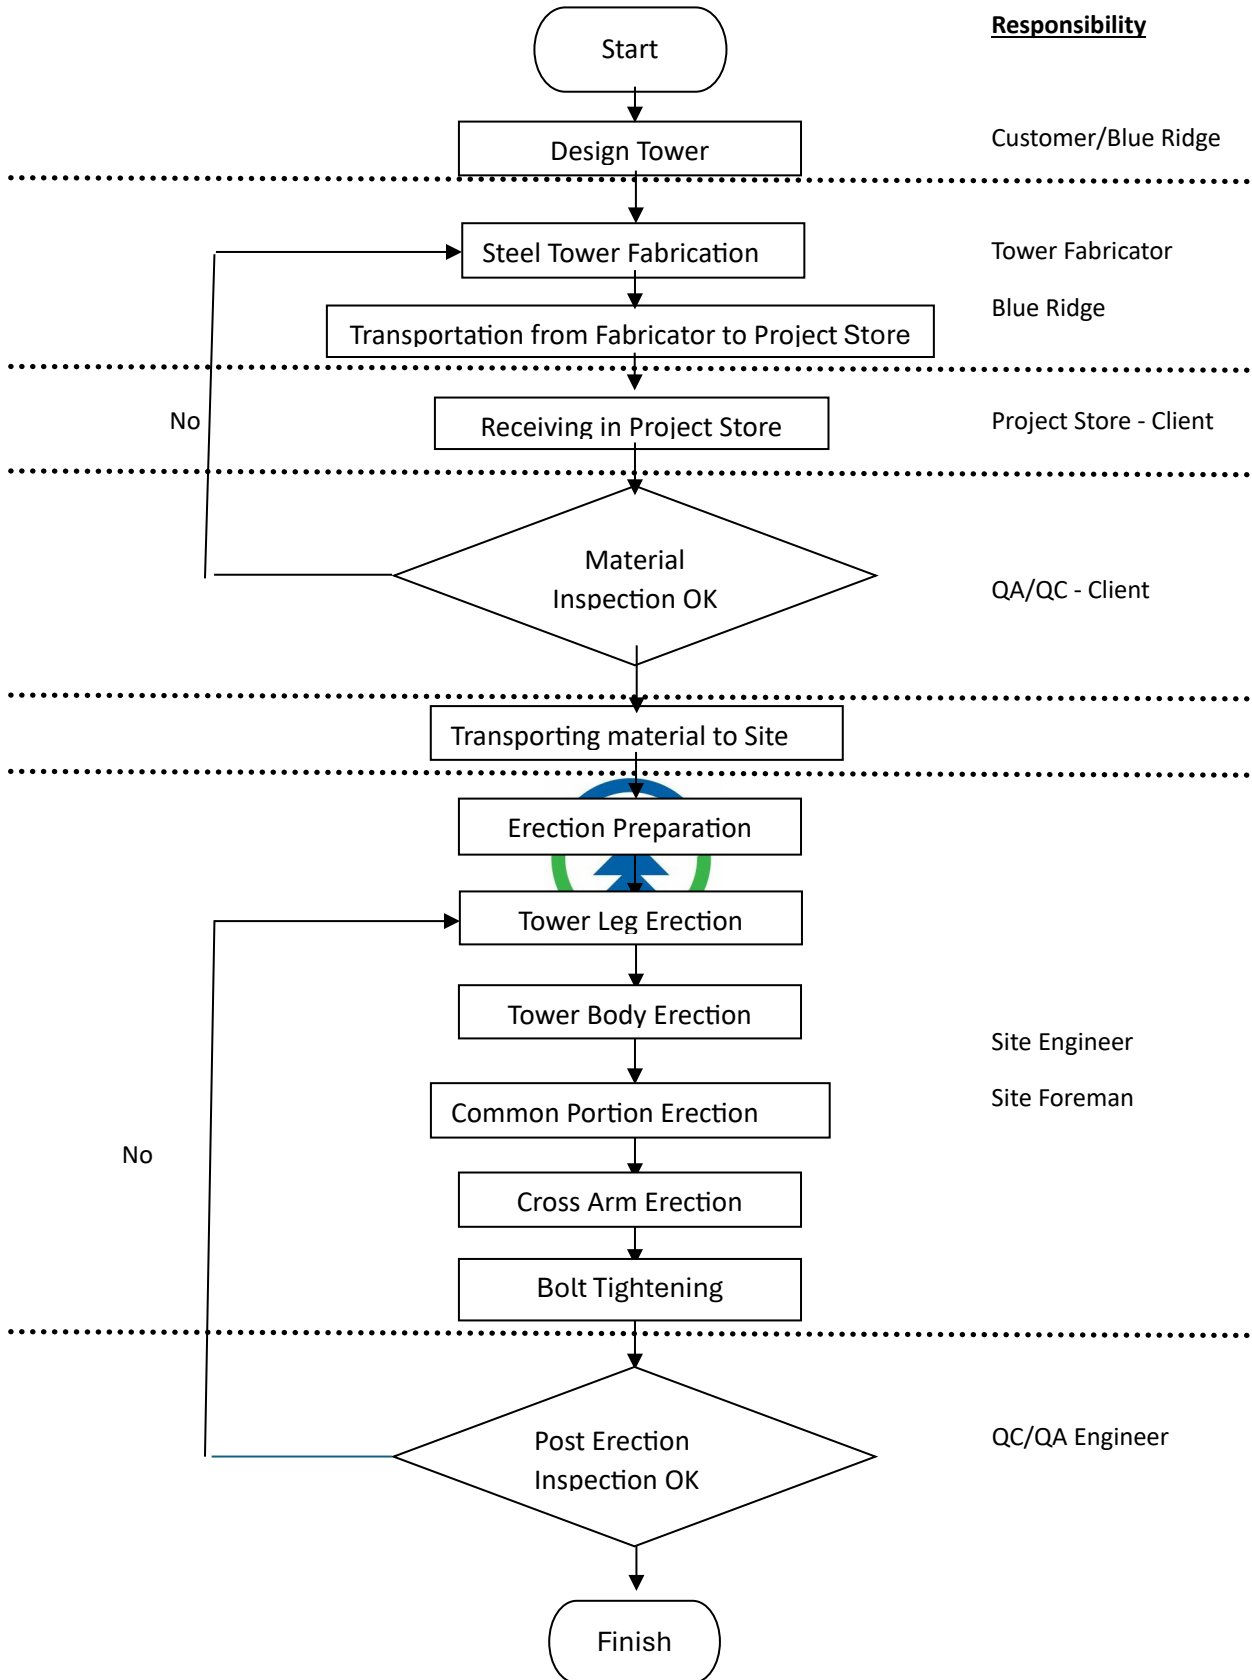 Responsibility
Start
Design Tower
Customer/Blue Ridge
Steel Tower Fabrication
Tower Fabricator
Transportation from Fabricator to Project Store
Blue Ridge
No
Receiving in Project Store
Project Store - Client
Material
Inspection OK
QA/QC - Client
Transporting material to Site
Erection Preparation
Tower Leg Erection
Tower Body Erection
Site Engineer
Common Portion Erection
Site Foreman
No
Cross Arm Erection
Bolt Tightening
Post Erection
Inspection OK
QC/QA Engineer
Finish